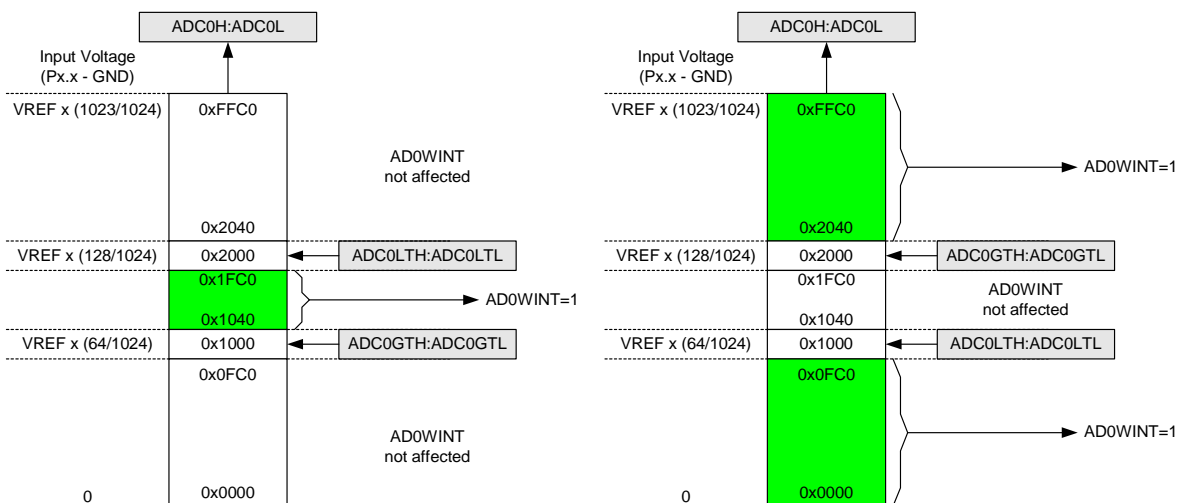 ADC0H:ADC0L
Input Voltage
(Px.x - GND)
VREF x (1023/1024)
0xFFC0
AD0WINT
not affected
0x2040
VREF x (128/1024)
0x2000
ADC0LTH:ADC0LTL
0x1FC0
AD0WINT=1
0x1040
VREF x (64/1024)
0x1000
ADC0GTH:ADC0GTL
0x0FC0
AD0WINT
not affected
0
0x0000
ADC0H:ADC0L
Input Voltage
(Px.x - GND)
VREF x (1023/1024)
0xFFC0
AD0WINT=1
0x2040
VREF x (128/1024)
0x2000
ADC0GTH:ADC0GTL
0x1FC0
AD0WINT
not affected
0x1040
VREF x (64/1024)
0x1000
ADC0LTH:ADC0LTL
0x0FC0
AD0WINT=1
0
0x0000